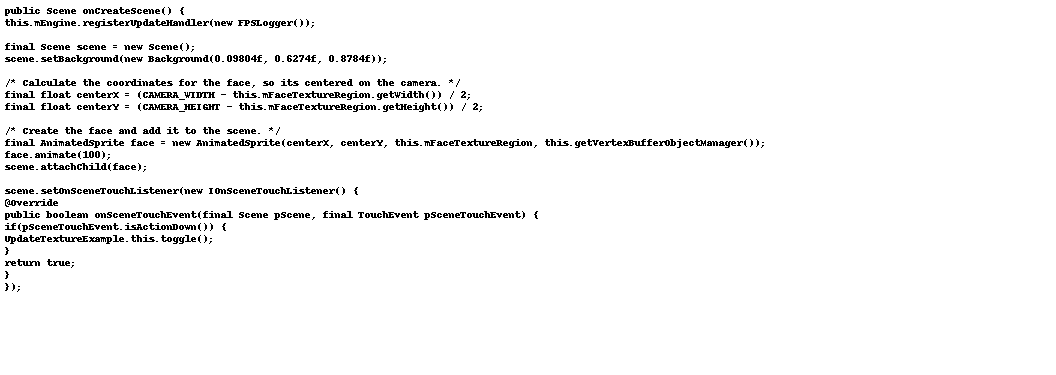 public Scene onCreateScene() {
this.mEngine.registerUpdateHandler(new FPSLogger());
final Scene scene = new Scene();
scene.setBackground(new Background(0.09804f, 0.6274f, 0.8784f));
/* Calculate the coordinates for the face, so its centered on the camera. */
final float centerX = (CAMERA_WIDTH - this.mFaceTextureRegion.getWidth()) / 2;
final float centerY = (CAMERA_HEIGHT - this.mFaceTextureRegion.getHeight()) / 2;
/* Create the face and add it to the scene. */
final AnimatedSprite face = new AnimatedSprite(centerX, centerY, this.mFaceTextureRegion, this.getVertexBufferObjectManager());
face.animate(100);
scene.attachChild(face);
scene.setOnSceneTouchListener(new IOnSceneTouchListener() {
@Override
public boolean onSceneTouchEvent(final Scene pScene, final TouchEvent pSceneTouchEvent) {
if(pSceneTouchEvent.isActionDown()) {
UpdateTextureExample.this.toggle();
}
return true;
}
});